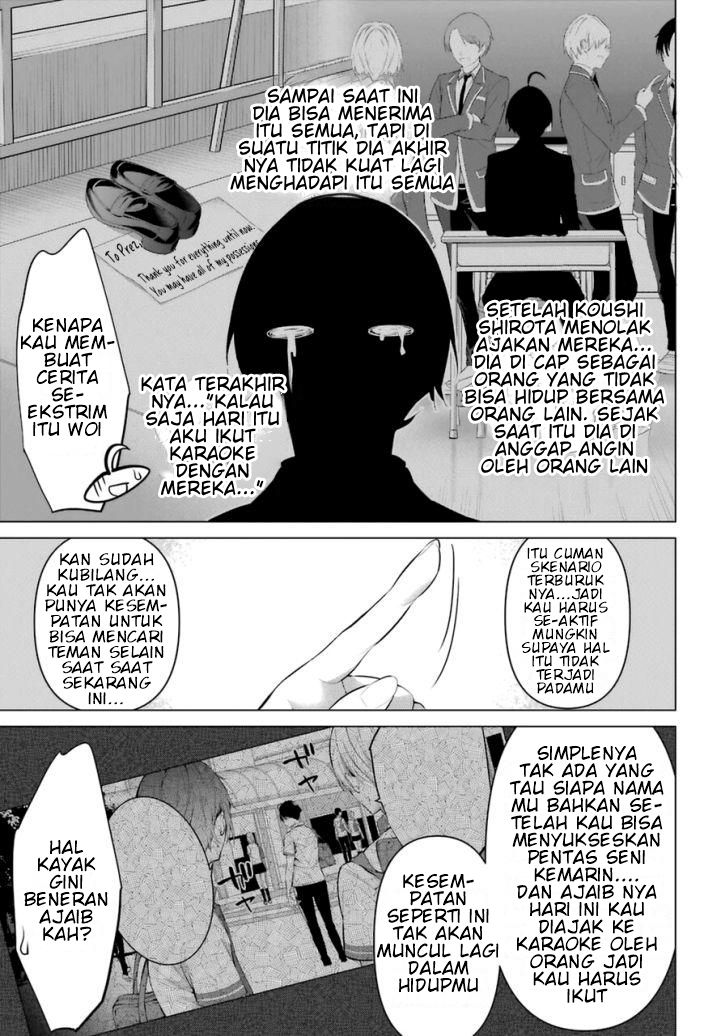 SETELAH KOUSHI
SHIROTA MENOLAK
AJAKAN MEREKA...
DIA DI CAP SEBAGAI
ORANG YANG TIDAK
BISA HIDUP BERSAMA
ORANG LAIN. SEJAK
SAAT ITU DIA DI
ANGGAP ANGIN
OLEH ORANG LAIN
SAMPAI SAAT INI
DIA BISA MENERIMA
ITU SEMUA, TAPI DI
SUATU TITIK DIA AKHIR
NYA TIDAK KUAT LAGI
MENGHADAPI ITU SEMUA
To Prez,
Thank you for everything until now
You may have all of my possessions
KATA TERAKHIR
NYA..."KALAU
SAJA HARI ITU
AKU IKUT
KARAOKE
DENGAN
MEREKA..."
KENAPA
KAU MEM-
BUAT
CERITA
SE-
EKSTRIM
ITU WOI
ITU CUMAN
SKENARIO
TERBURUK
NYA...JADI
KAU HARUS
SE-AKTIF
MUNGKIN
SUPAYA HAL
ITU TIDAK
TERJADI
PADAMU
KAN SUDAH
KUBILANG...
KAU TAK AKAN
PUNYA KESEM-
PATAN UNTUK
BISA MENCARI
TEMAN SELAIN
SAAT SAAT
SEKARANG
INI...
SIMPLENYA
TAK ADA YANG
TAU SIAPA NAMA
MU BAHKAN SE-
TELAH KAU BISA
MENYUKSESKAN
PENTAS SENI
KEMARIN....
DAN AJAIB NYA
HARI INI KAU
DIAJAK KE
KARAOKE OLEH
ORANG JADI
KAU HARUS
IKUT
KESEM-
PATAN
SEPERTI INI
TAK AKAN
MUNCUL LAGI
DALAM
HIDUPMU
HAL
KAYAK
GINI
BENERAN
AJAIB
KAH?